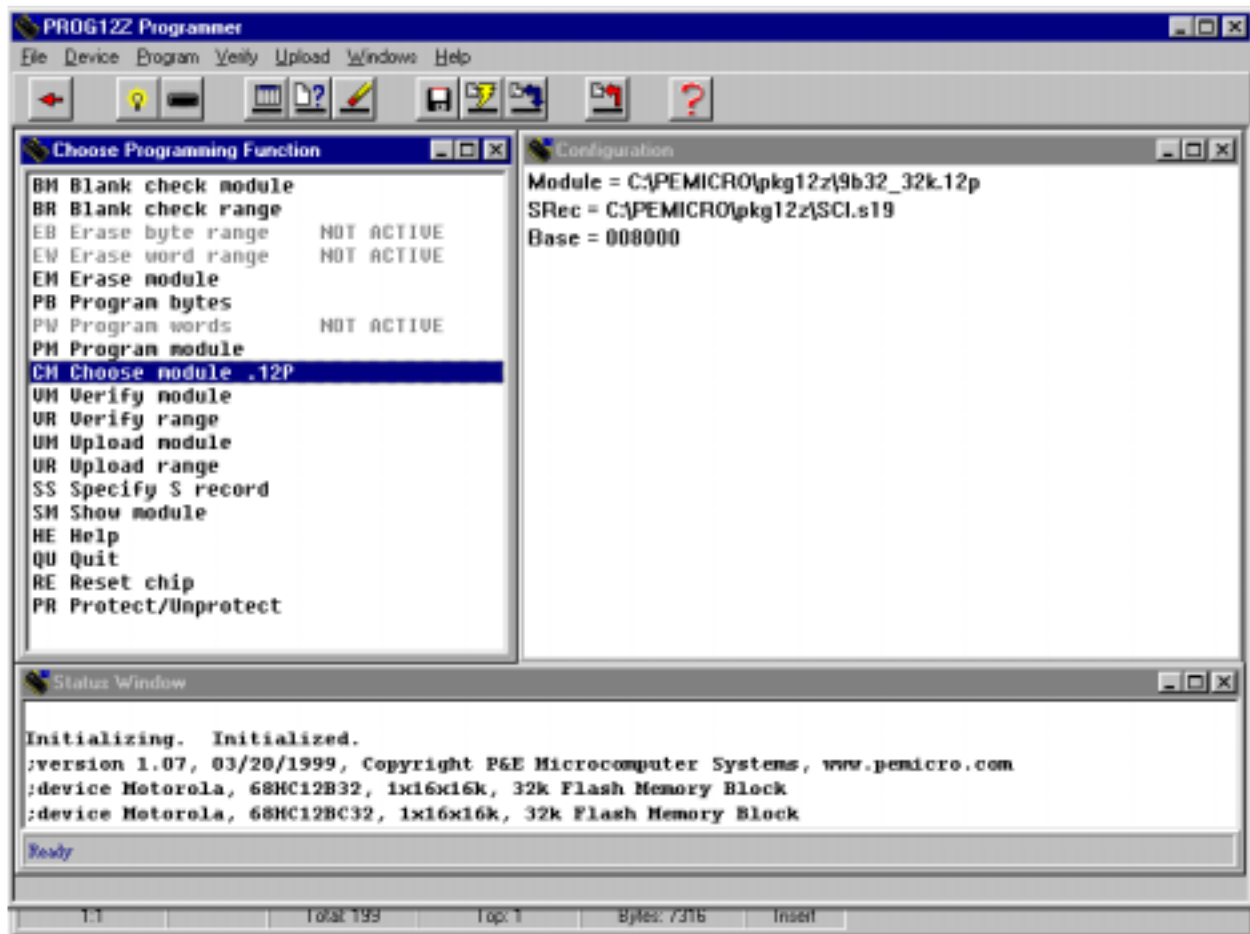 PROG12Z Programmer
File Device Program Verify Upload Windows Help
Choose Programming Function
BM Blank check module
BR Blank check range
EB Erase byte range NOT ACTIVE
EW Erase word range NOT ACTIVE
EM Erase module
PB Program bytes
PW Program words NOT ACTIVE
PM Program module
CM Choose module .12P
VM Verify module
VR Verify range
UM Upload module
UR Upload range
SS Specify S record
SM Show module
HE Help
QU Quit
RE Reset chip
PR Protect/Unprotect
Configuration
Module = C:\PEMICRO\pkg12z\9b32_32k.12p
SRec = C:\PEMICRO\pkg12z\SCI.s19
Base = 008000
Status Window
Initializing. Initialized.
;version 1.07, 03/20/1999, Copyright P&E Microcomputer Systems, www.pemicro.com
;device Motorola, 68HC12B32, 1x16x16k, 32k Flash Memory Block
;device Motorola, 68HC12BC32, 1x16x16k, 32k Flash Memory Block
Ready
1:1 Total: 199 Top: 1 Bytes: 7316 Insert